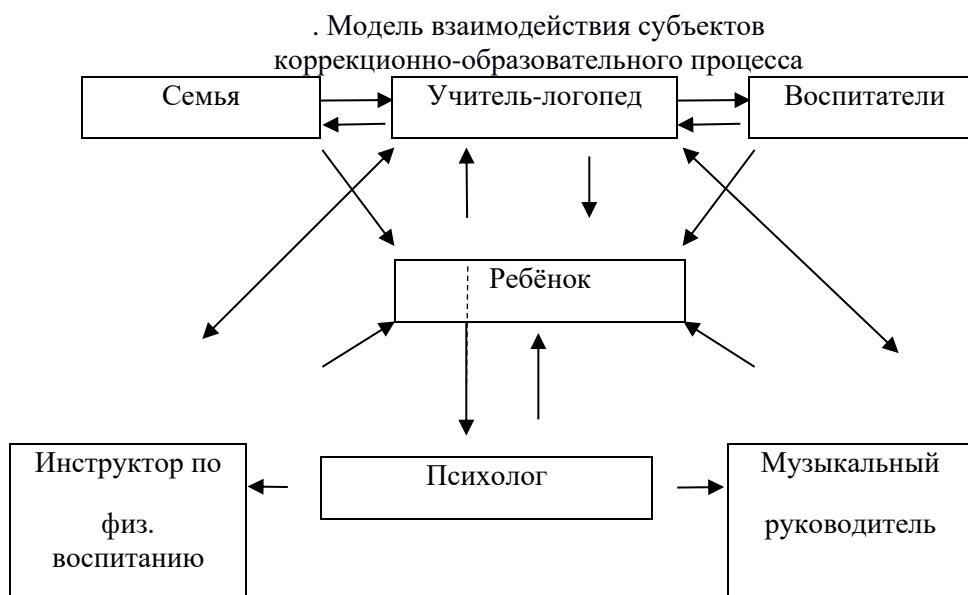 . Модель взаимодействия субъектов
коррекционно-образовательного процесса
Семья
Учитель-логопед
Воспитатели
Ребёнок
Инструктор по
физ.
воспитанию
Психолог
Музыкальный
руководитель